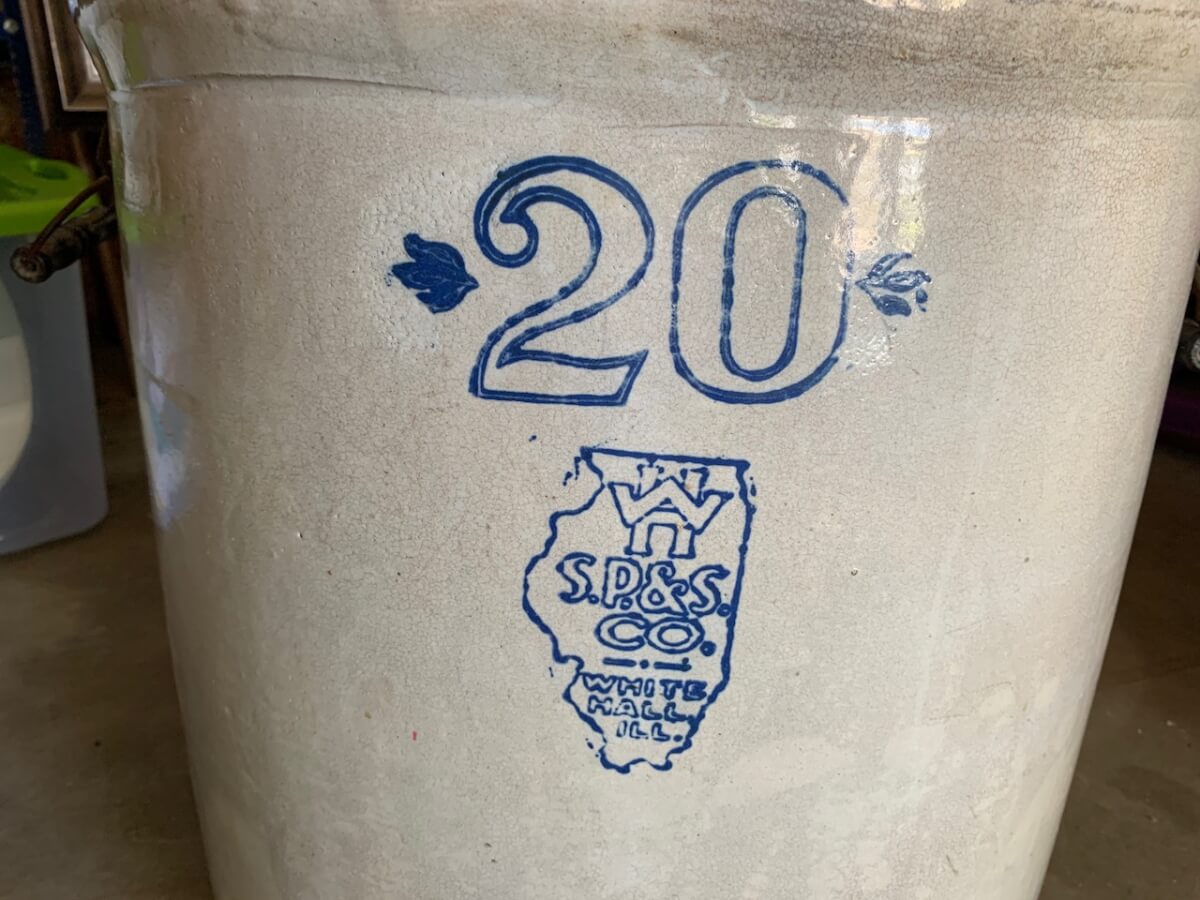 20
WH
S.P.&S.
CO.
WHITE
HALL.
ILL.